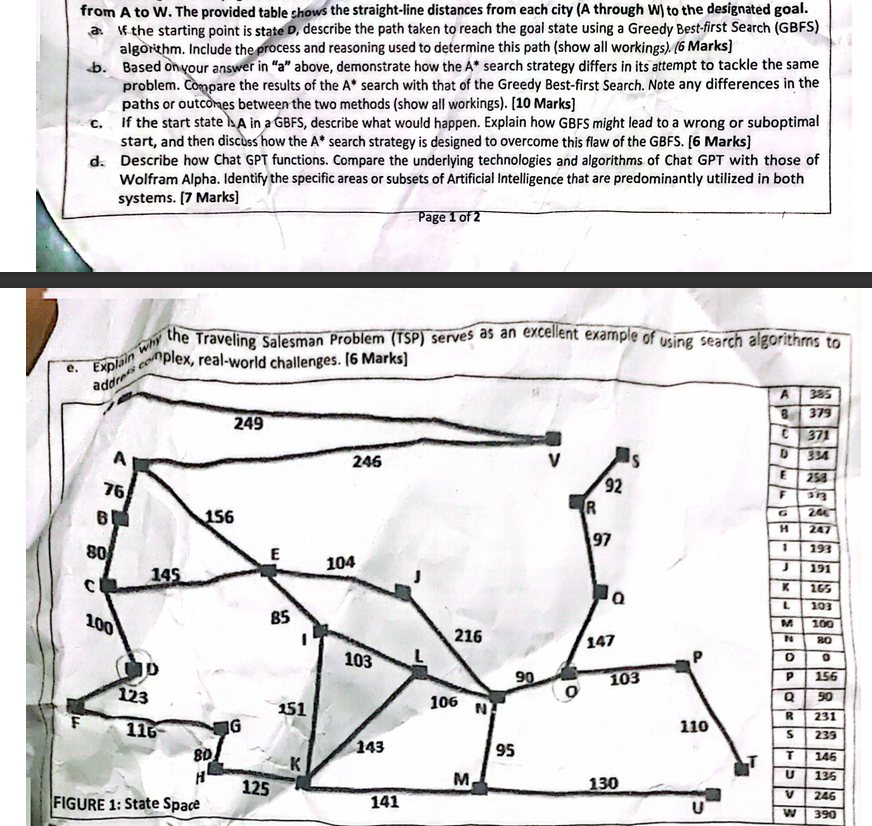 from A to W. The provided table shows the straight-line distances from each city (A through W) to the designated goal.
a. If the starting point is state D, describe the path taken to reach the goal state using a Greedy Best-first Search (GBFS)
algorithm. Include the process and reasoning used to determine this path (show all workings). (6 Marks]
b. Based on your answer in "a" above, demonstrate how the A* search strategy differs in its attempt to tackle the same
problem. Compare the results of the A* search with that of the Greedy Best-first Search. Note any differences in the
paths or outcomes between the two methods (show all workings). [10 Marks]
c. If the start state is A in a GBFS, describe what would happen. Explain how GBFS might lead to a wrong or suboptimal
start, and then discuss how the A* search strategy is designed to overcome this flaw of the GBFS. [6 Marks]
d. Describe how Chat GPT functions. Compare the underlying technologies and algorithms of Chat GPT with those of
Wolfram Alpha. Identify the specific areas or subsets of Artificial Intelligence that are predominantly utilized in both
systems. [7 Marks]
Page 1 of 2
e. Explain why the Traveling Salesman Problem (TSP) serves as an excellent example of using search algorithms to
address complex, real-world challenges. [6 Marks]
249
A
246
V
S
76
92
B
156
R
80
97
E
104
J
C
145
Q
100
85
I
216
147
103
L
P
D
90
123
106
N
O
103
F
151
116
G
110
80
143
95
H
K
M
T
125
130
141
U
FIGURE 1: State Space
A 385
B 379
C 371
D 334
E 253
F
G 246
H 247
I 193
J 191
K 165
L 103
M 100
N 80
O 0
P 156
Q 50
R 231
S 239
T 146
U 136
V 246
W 390